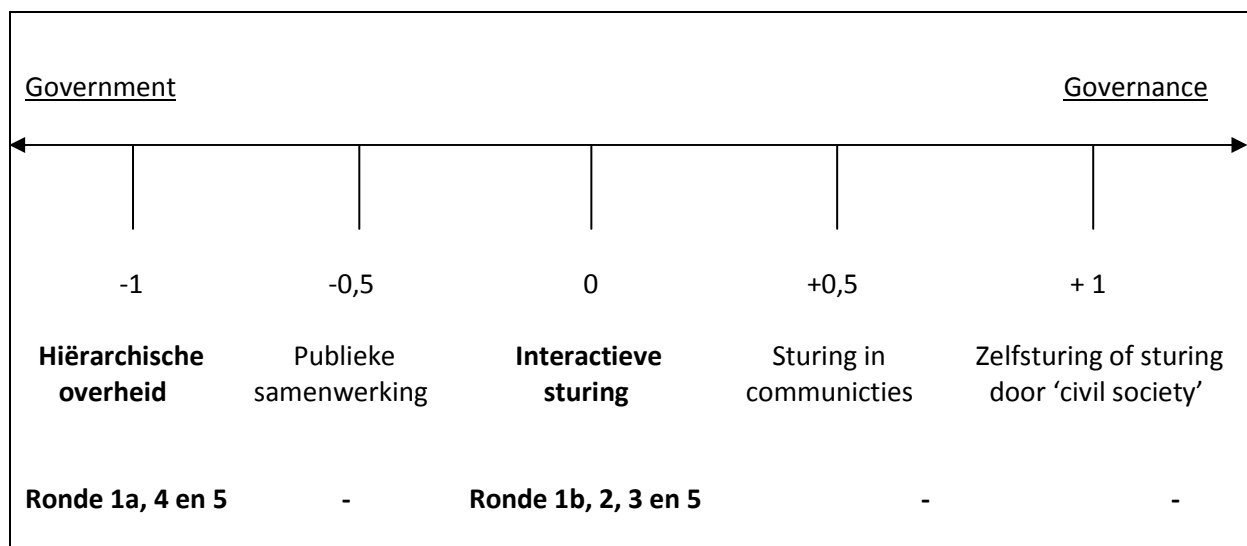 Government Governance
-1 -0,5 0 +0,5 + 1
Hiërarchische Publieke Interactieve Sturing in Zelfsturing of sturing
overheid samenwerking sturing communicties door ‘civil society’
Ronde 1a, 4 en 5 - Ronde 1b, 2, 3 en 5 - -